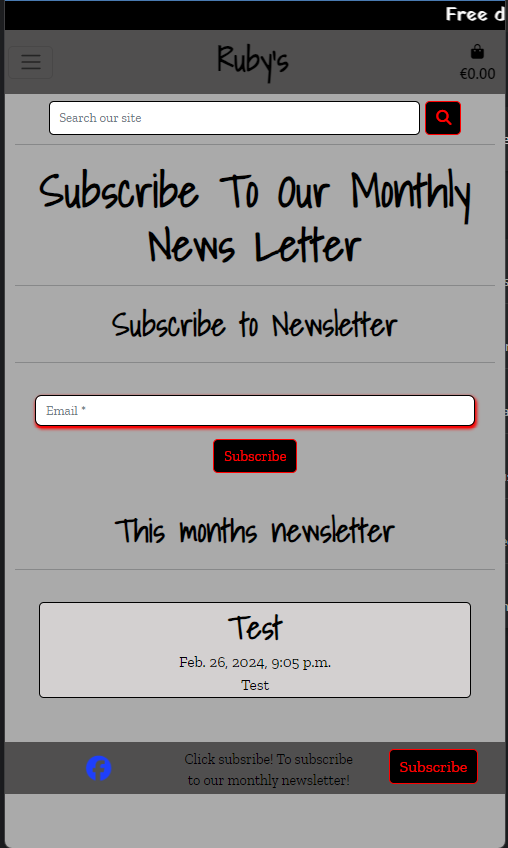 Free d
Ruby's
€0.00
Search our site
Subscribe To Our Monthly
News Letter
Subscribe to Newsletter
Email *
Subscribe
This months newsletter
Test
Feb. 26, 2024, 9:05 p.m.
Test
Click subsribe! To subscribe
to our monthly newsletter!
Subscribe